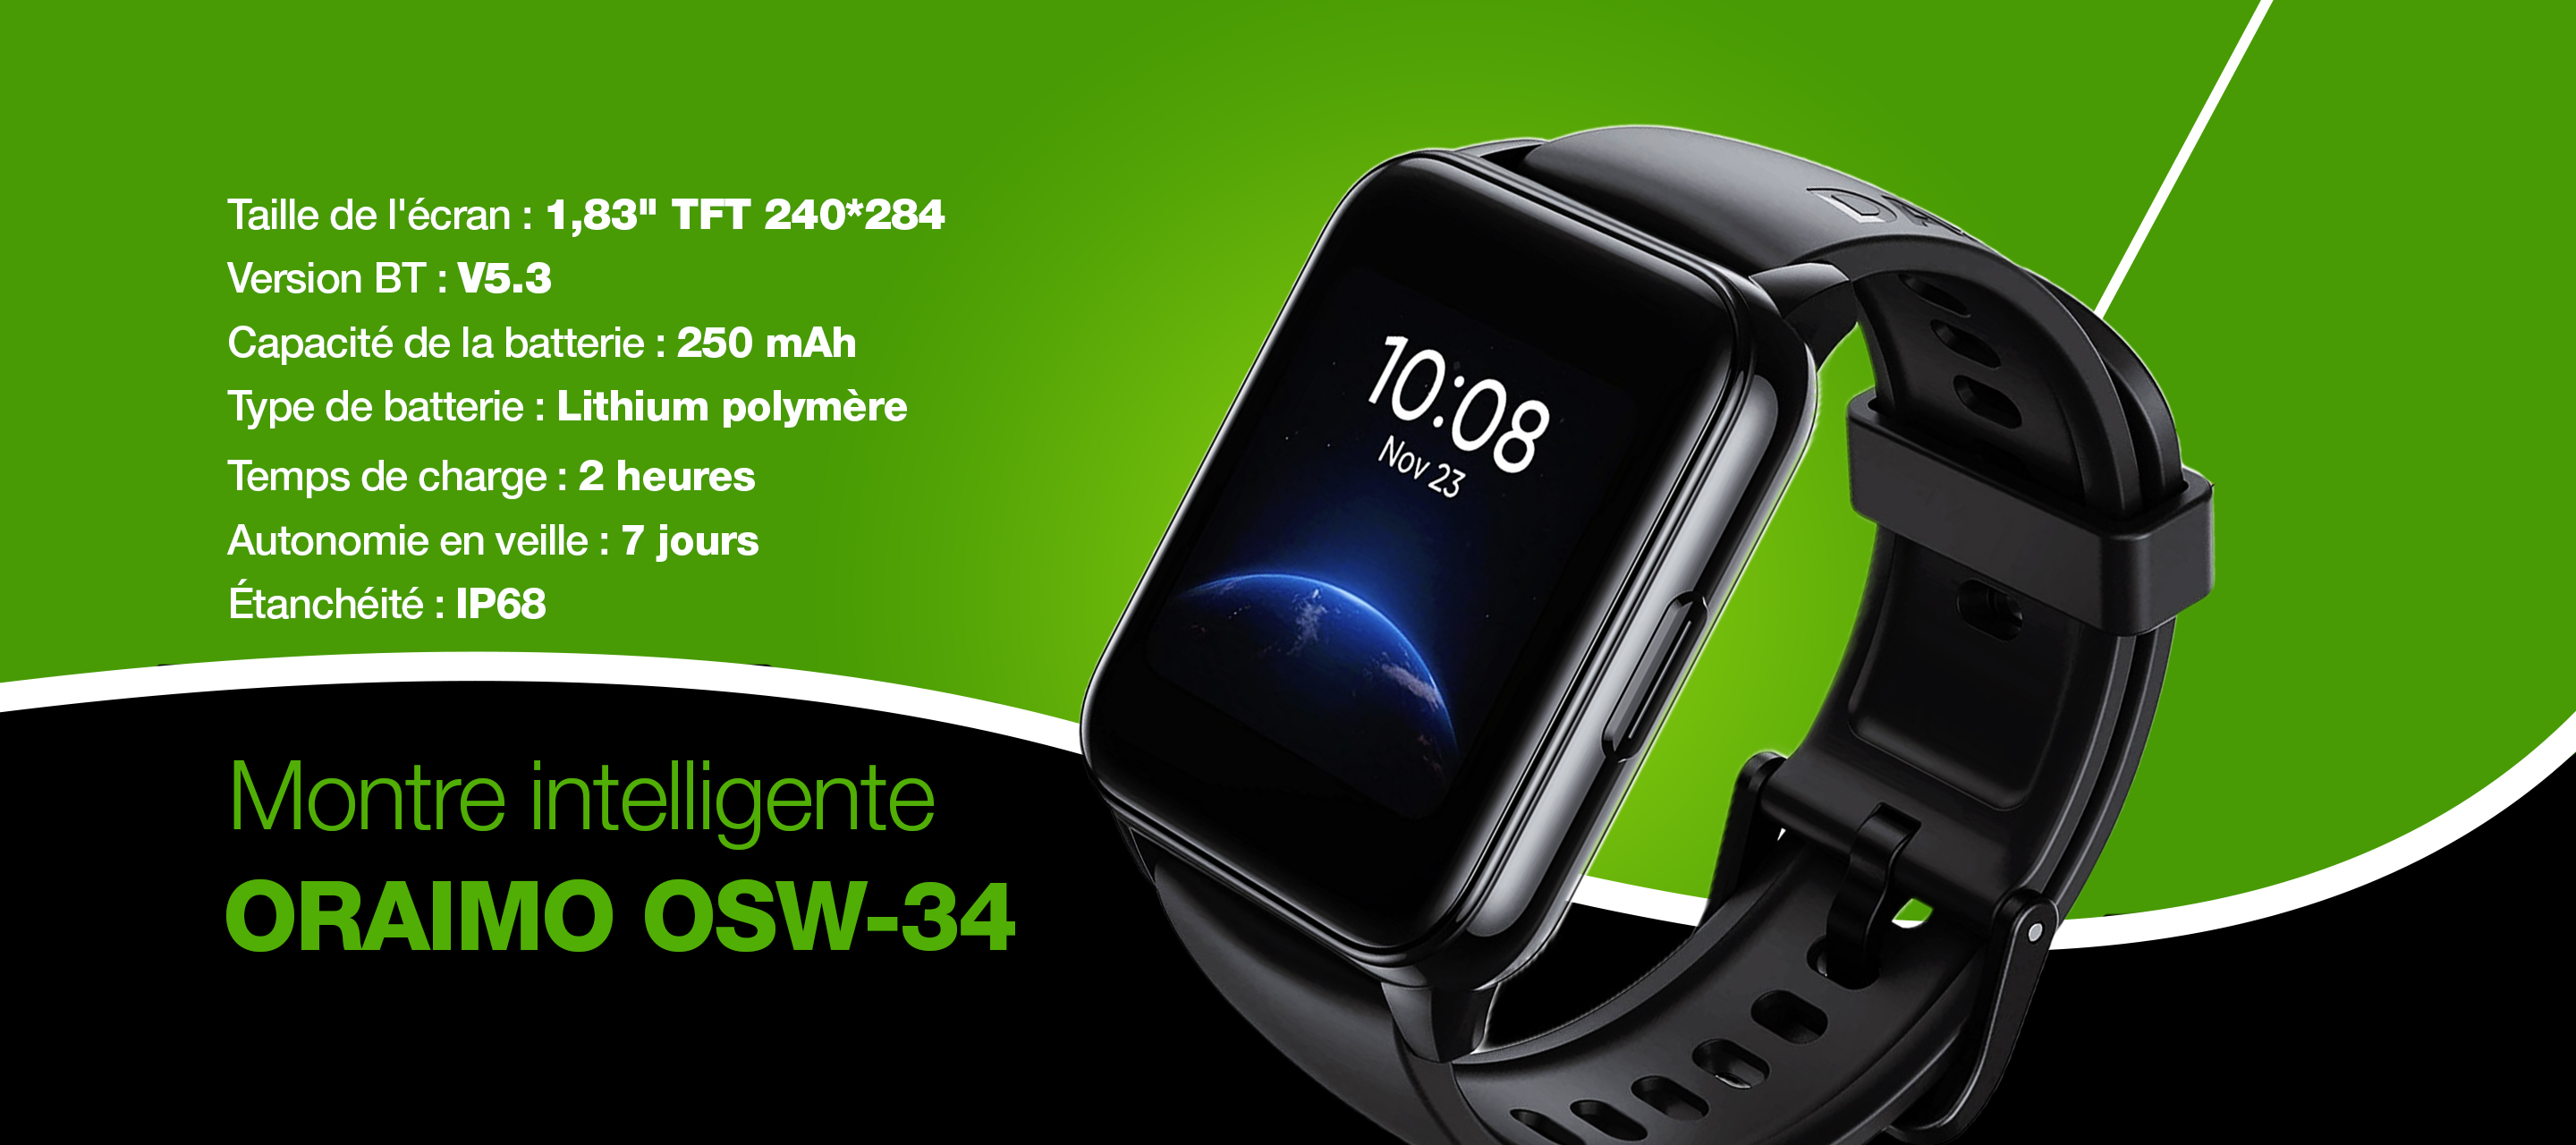 Taille de l'écran : 1,83" TFT 240*284
Version BT : V5.3
Capacité de la batterie : 250 mAh
Type de batterie : Lithium polymère
Temps de charge : 2 heures
Autonomie en veille : 7 jours
Étanchéité : IP68
Montre intelligente
ORAIMO OSW-34
10:08
Nov 23